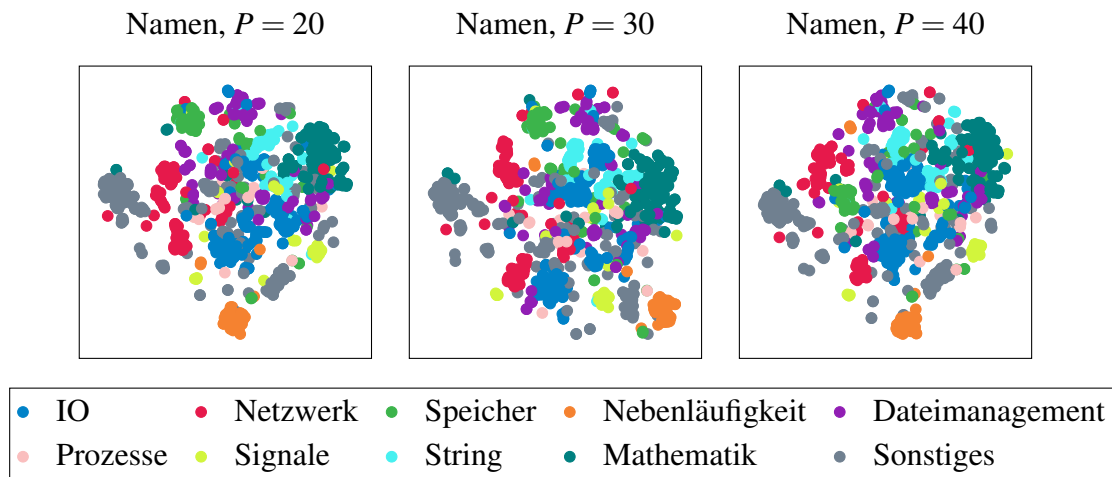 Namen, P = 20 Namen, P = 30 Namen, P = 40
IO Netzwerk Speicher Nebenläufigkeit Dateimanagement
Prozesse Signale String Mathematik Sonstiges